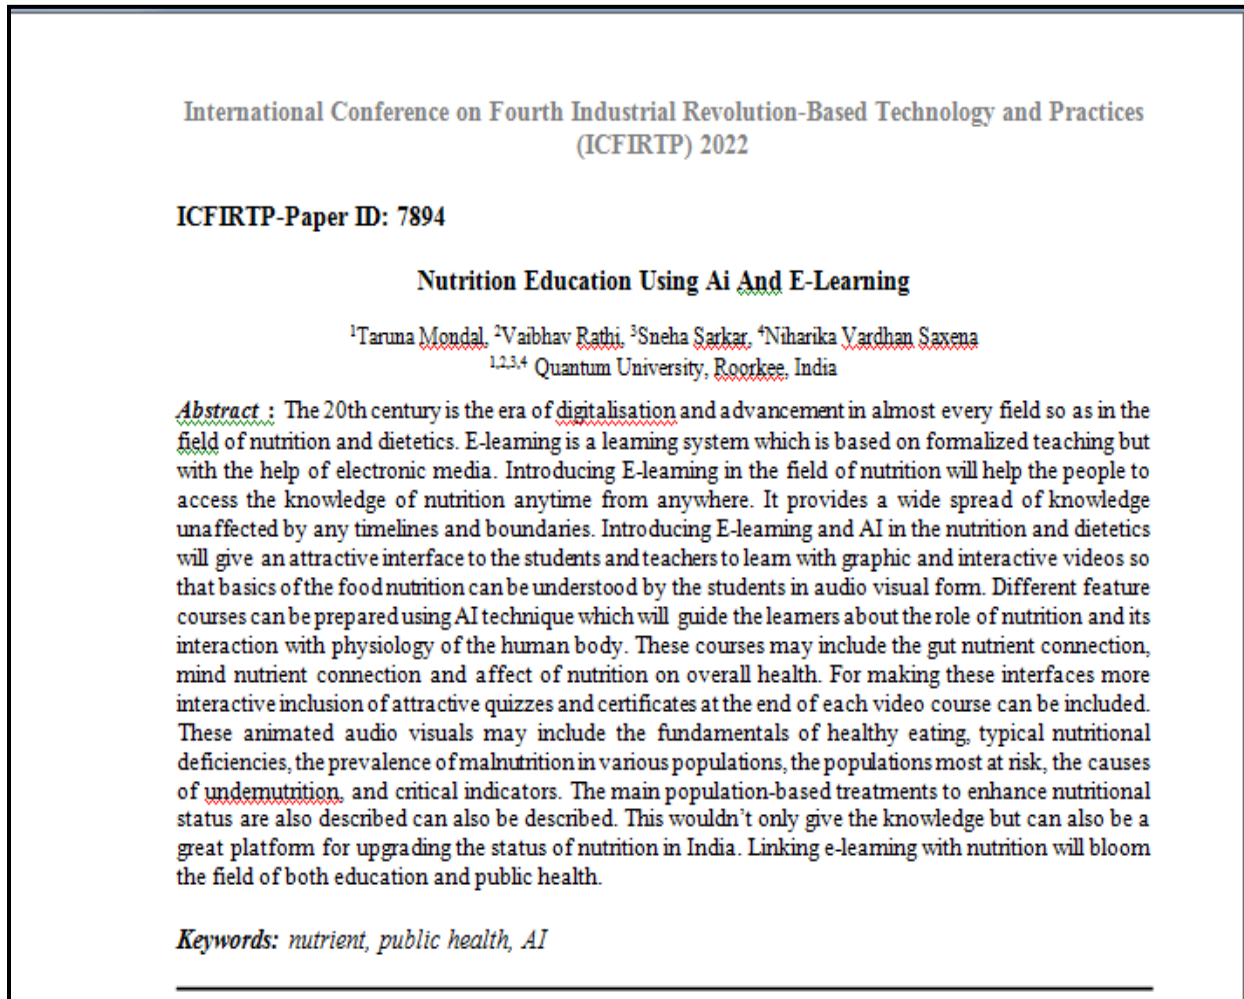 International Conference on Fourth Industrial Revolution-Based Technology and Practices
(ICFIRTP) 2022
ICFIRTP-Paper ID: 7894
Nutrition Education Using Ai And E-Learning
1Taruna Mondal, 2Vaibhav Rathi, 3Sneha Sarkar, 4Niharika Vardhan Saxena
1,2,3,4 Quantum University, Roorkee, India
Abstract : The 20th century is the era of digitalisation and advancement in almost every field so as in the
field of nutrition and dietetics. E-learning is a learning system which is based on formalized teaching but
with the help of electronic media. Introducing E-learning in the field of nutrition will help the people to
access the knowledge of nutrition anytime from anywhere. It provides a wide spread of knowledge
unaffected by any timelines and boundaries. Introducing E-learning and AI in the nutrition and dietetics
will give an attractive interface to the students and teachers to learn with graphic and interactive videos so
that basics of the food nutrition can be understood by the students in audio visual form. Different feature
courses can be prepared using AI technique which will guide the learners about the role of nutrition and its
interaction with physiology of the human body. These courses may include the gut nutrient connection,
mind nutrient connection and affect of nutrition on overall health. For making these interfaces more
interactive inclusion of attractive quizzes and certificates at the end of each video course can be included.
These animated audio visuals may include the fundamentals of healthy eating, typical nutritional
deficiencies, the prevalence of malnutrition in various populations, the populations most at risk, the causes
of undernutrition, and critical indicators. The main population-based treatments to enhance nutritional
status are also described can also be described. This wouldn't only give the knowledge but can also be a
great platform for upgrading the status of nutrition in India. Linking e-learning with nutrition will bloom
the field of both education and public health.
Keywords: nutrient, public health, AI